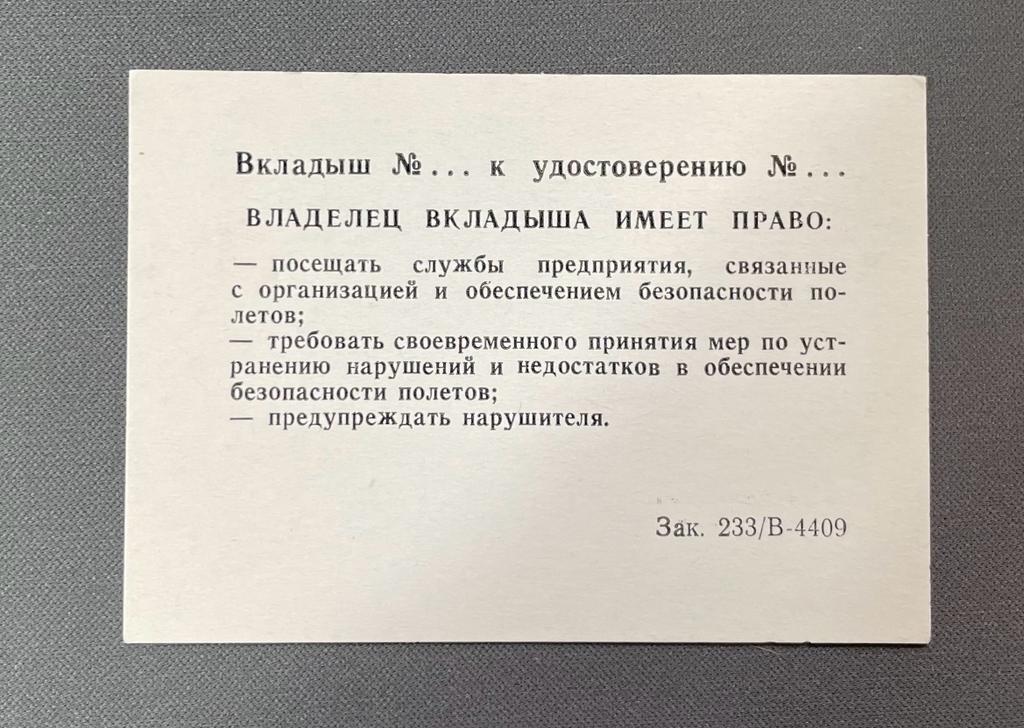 Вкладыш №... к удостоверению №...
ВЛАДЕЛЕЦ ВКЛАДЫША ИМЕЕТ ПРАВО:
— посещать службы предприятия, связанные
с организацией и обеспечением безопасности по-
летов;
— требовать своевременного принятия мер по уст-
ранению нарушений и недостатков в обеспечении
безопасности полетов;
— предупреждать нарушителя.
Зак. 233/В-4409